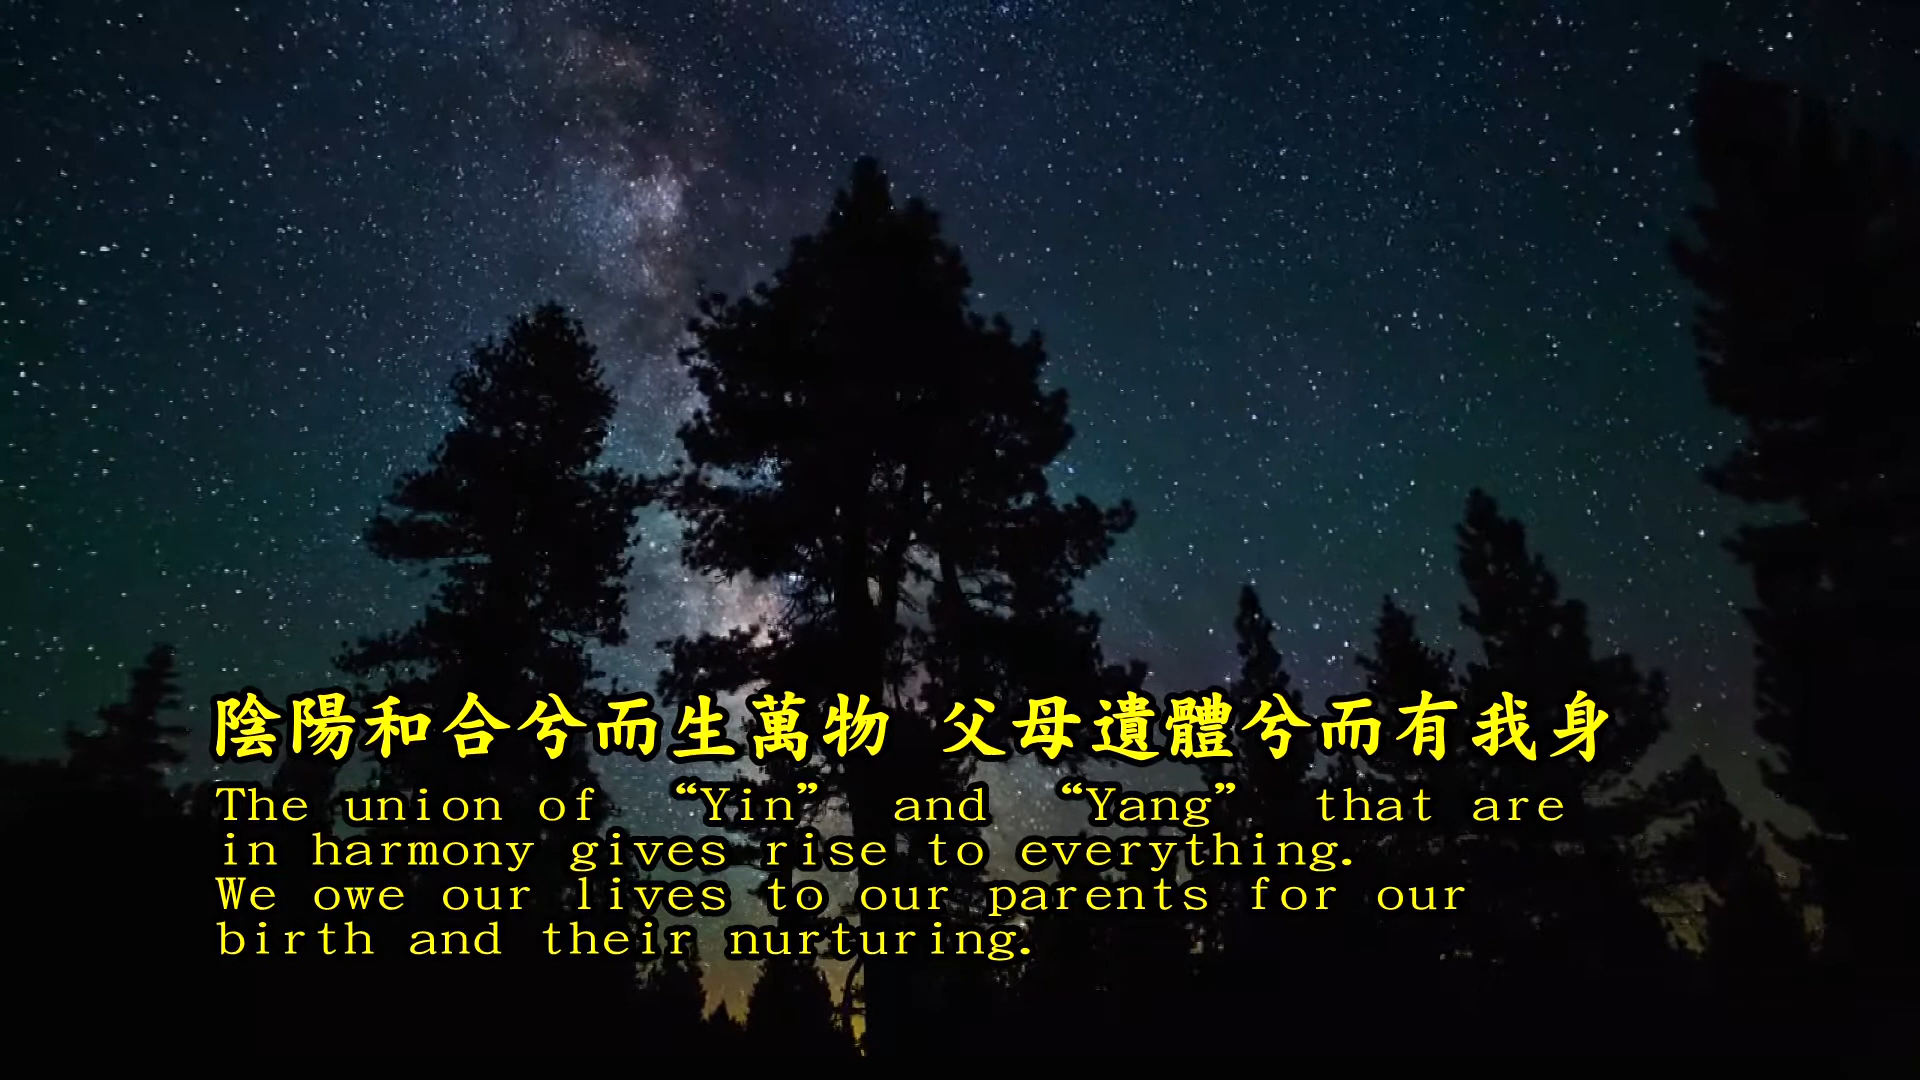 陰陽和合兮而生萬物 父母遺體兮而有我身
The union of “Yin” and “Yang” that are
in harmony gives rise to everything.
We owe our lives to our parents for our
birth and their nurturing.